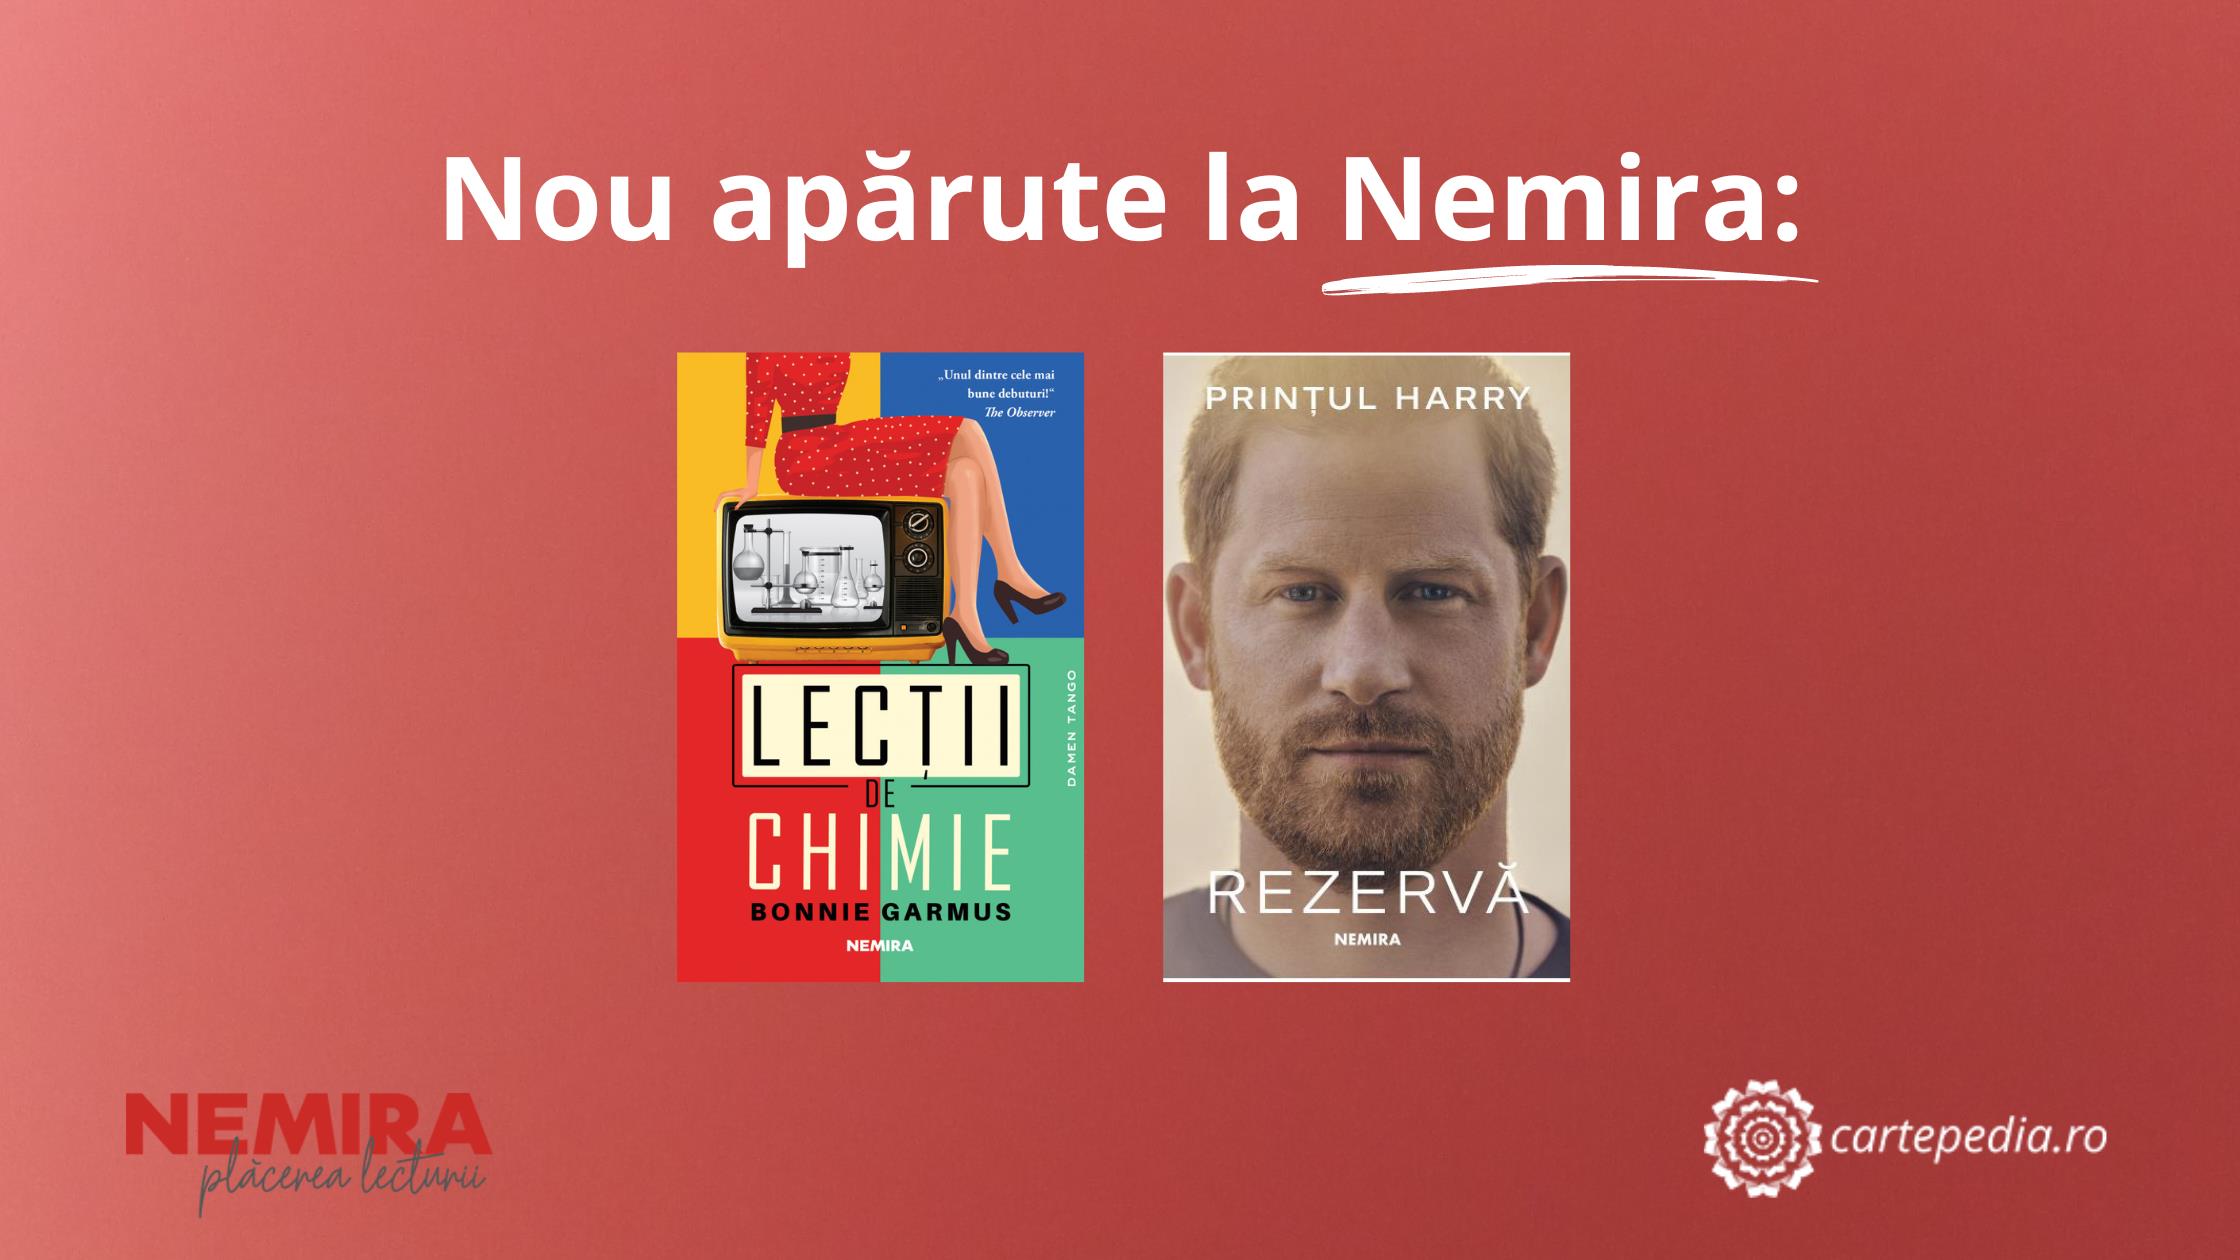 Nou apărute la Nemira:
„Unul dintre cele mai
bune debuturi!“
The Observer
LECȚII
DE
CHIMIE
BONNIE GARMUS
NEMIRA
DAMEN TANGO
PRINȚUL HARRY
REZERVĂ
NEMIRA
NEMIRA
plăcerea lecturii
cartepedia.ro